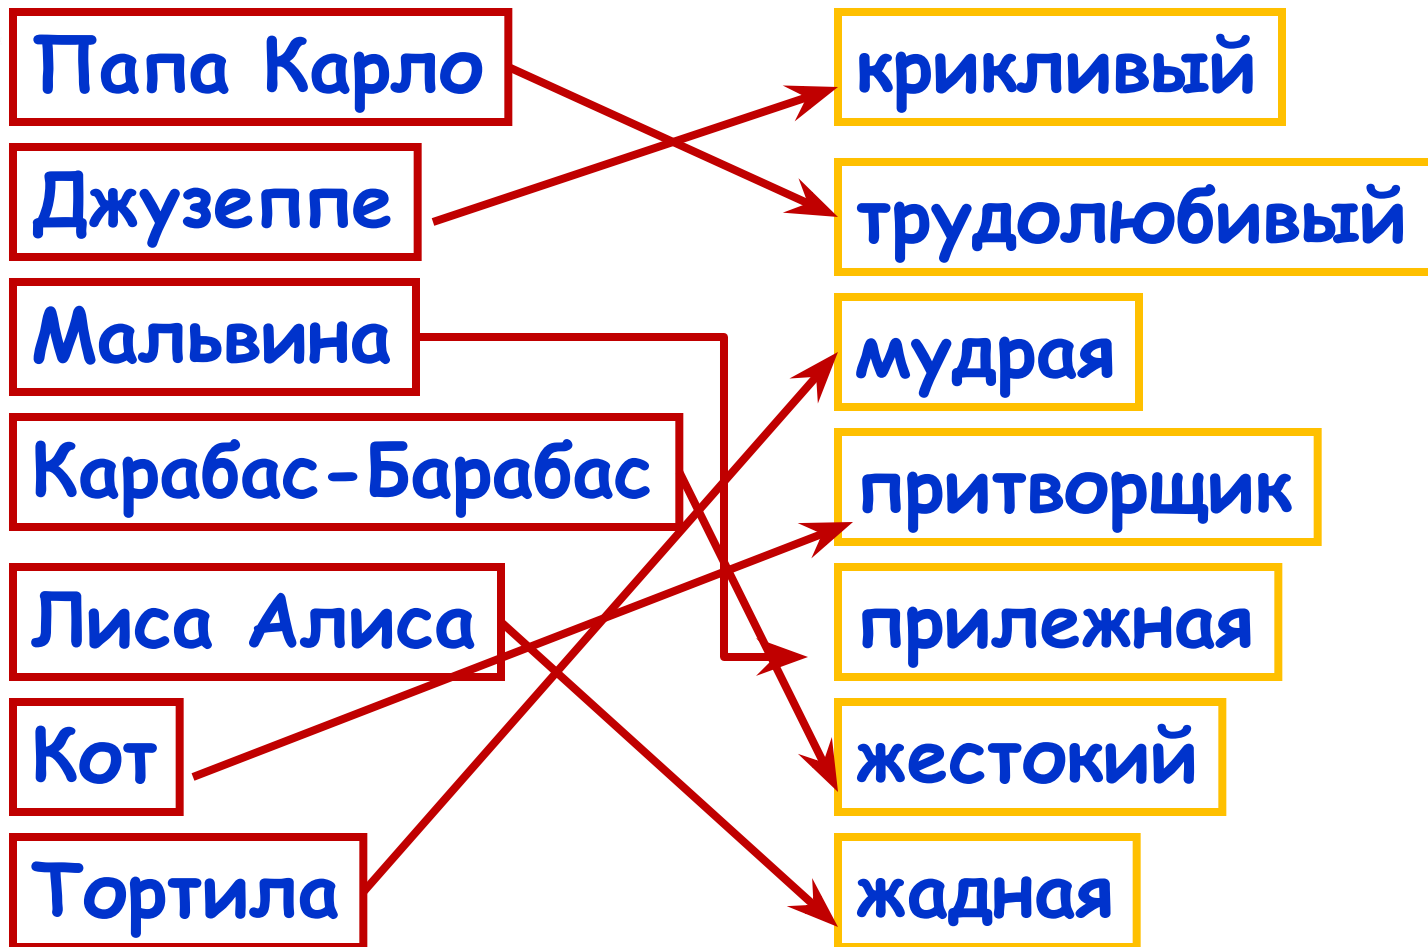 Папа Карло
Джузеппе
Мальвина
Карабас-Барабас
Лиса Алиса
Кот
Тортила
крикливый
трудолюбивый
мудрая
притворщик
прилежная
жестокий
жадная